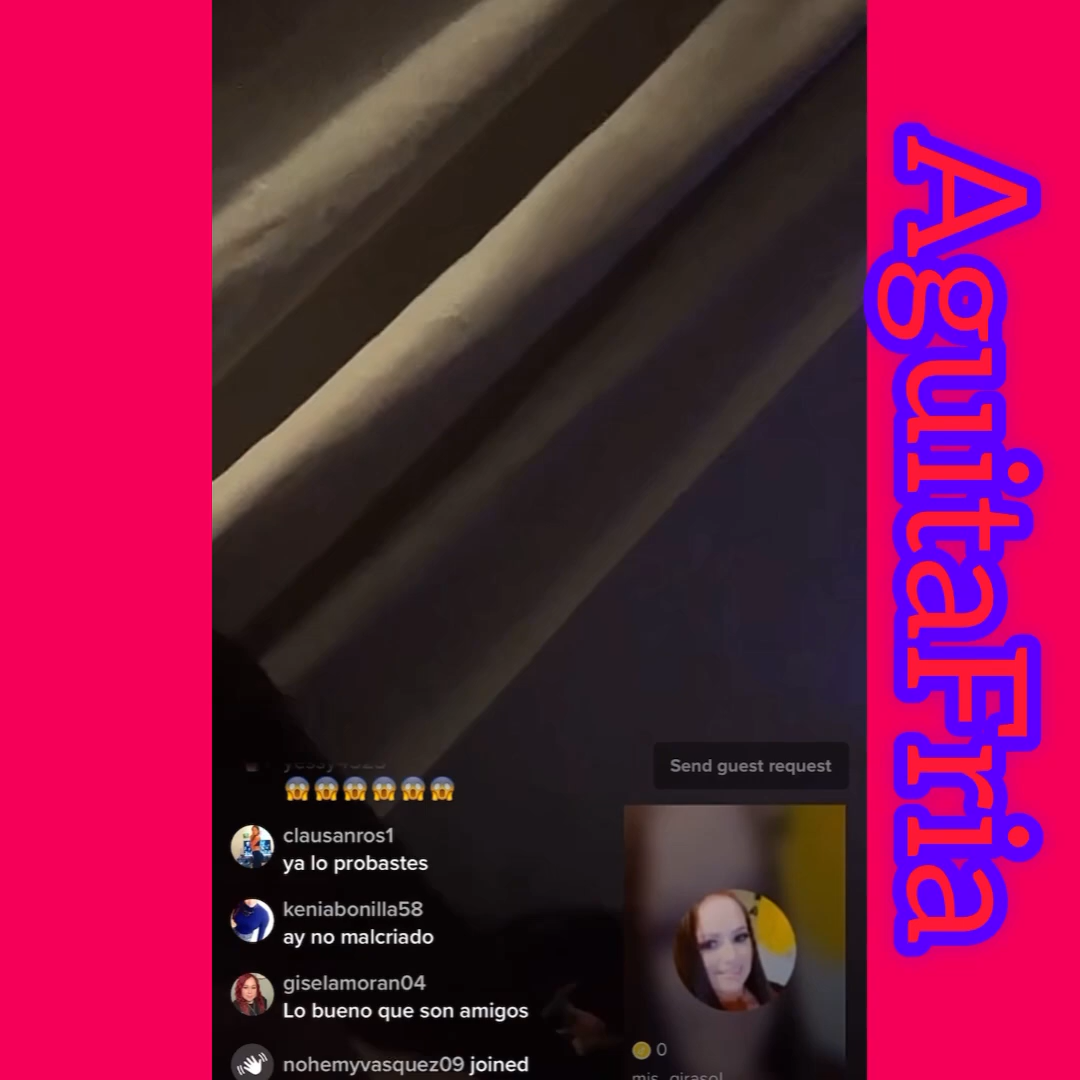 😱😱😱😱😱😱
clausanros1
ya lo probastes
keniabonilla58
ay no malcriado
giselamoran04
Lo bueno que son amigos
nohemyvasquez09 joined
Send guest request
0
AguitaFria